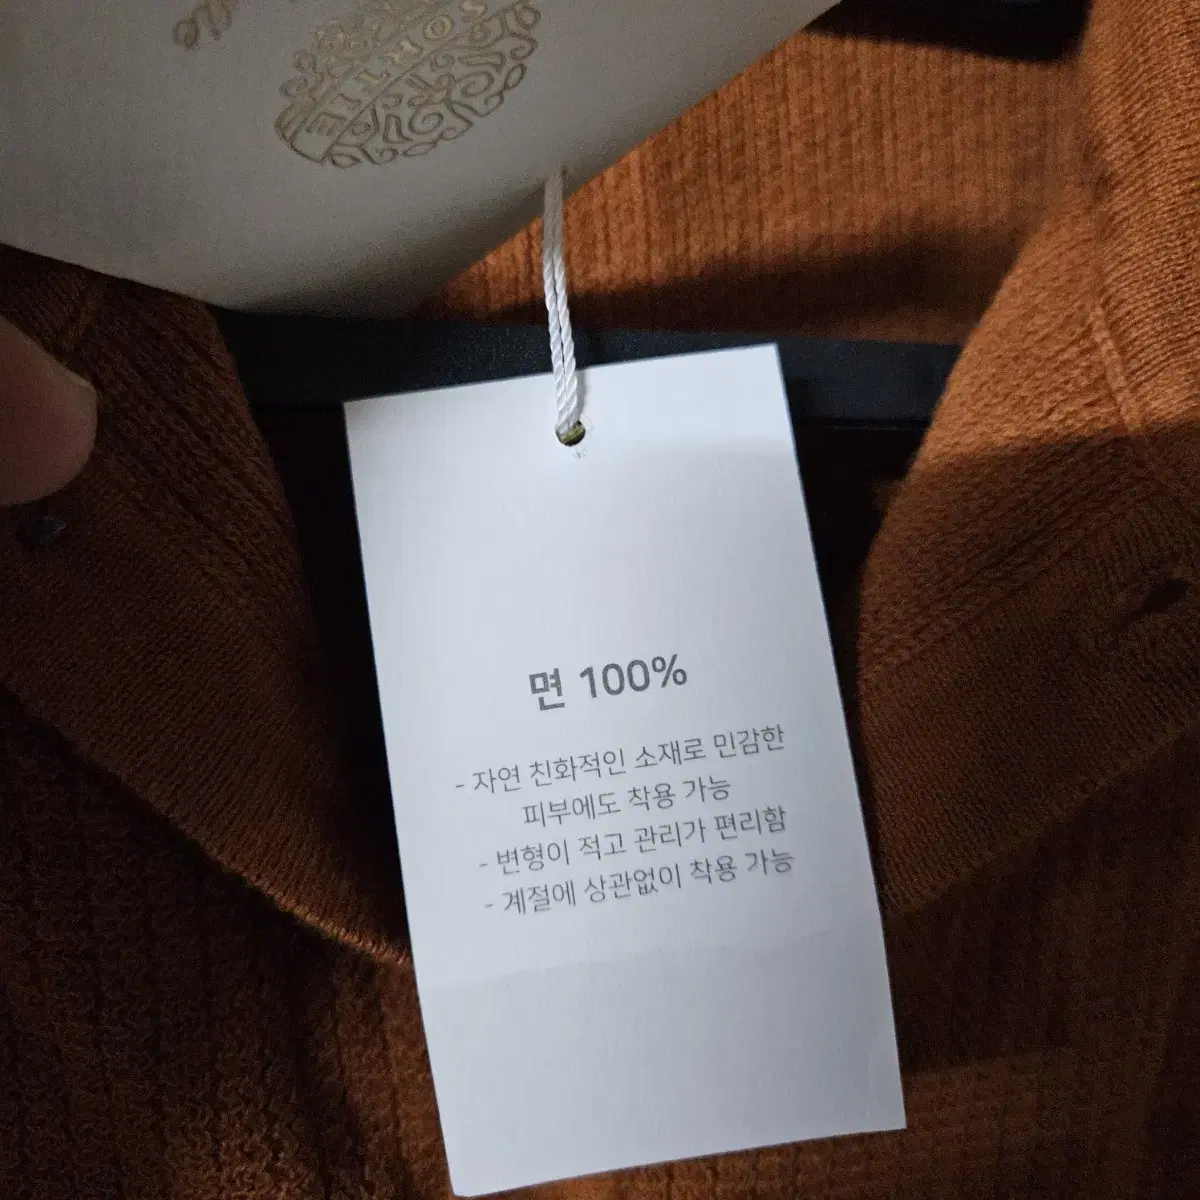 면 100%
- 자연 친화적인 소재로 민감한
피부에도 착용 가능
- 변형이 적고 관리가 편리함
- 계절에 상관없이 착용 가능